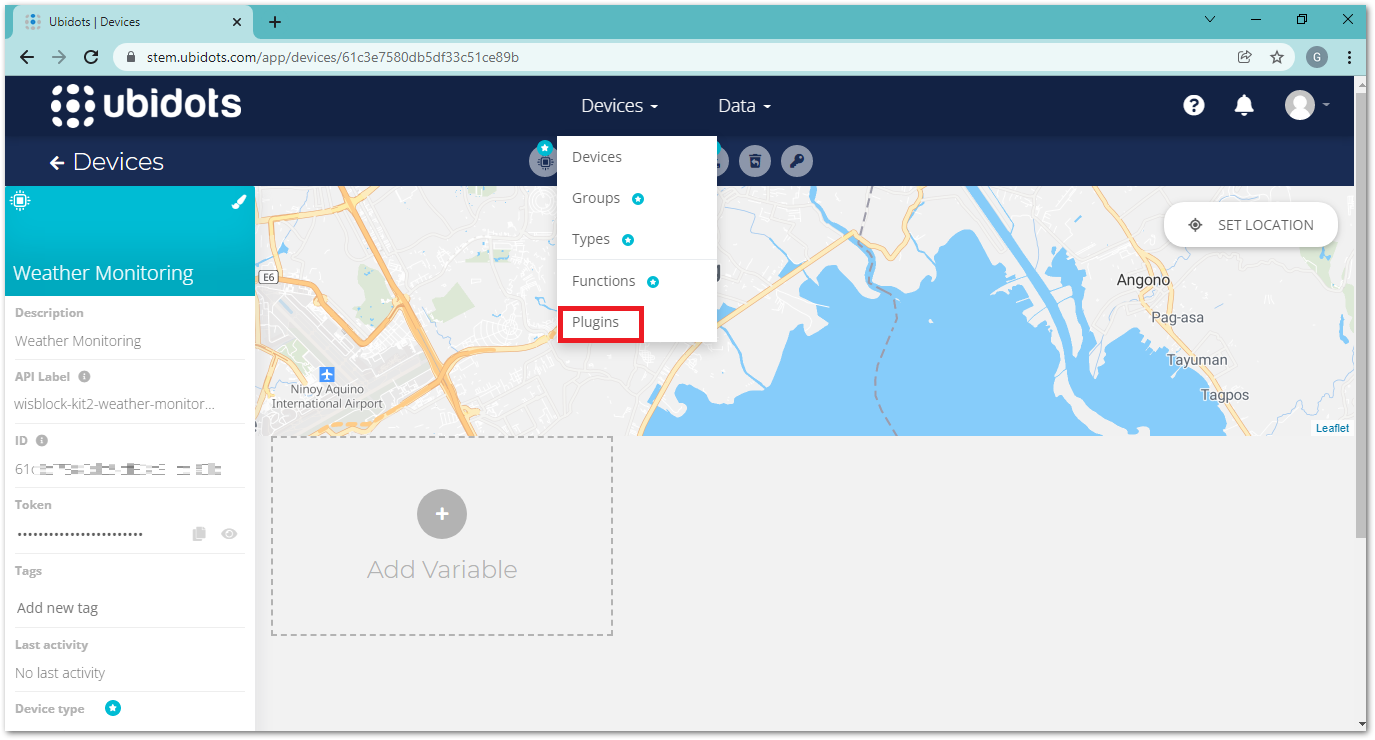 Ubidots | Devices
stem.ubidots.com/app/devices/61c3e7580db5df33c51ce89b
G
ubidots
Devices
Data
Devices
Devices
Groups
Types
Functions
Plugins
SET LOCATION
Weather Monitoring
E6
Angono
Pag-asa
Tayuman
Tagpos
Ninoy Aquino
International Airport
Leaflet
Description
Weather Monitoring
API Label
wisblock-kit2-weather-monitor...
ID
Token
••••••••••••••••••••••••
Tags
Add new tag
Last activity
No last activity
Device type
Add Variable